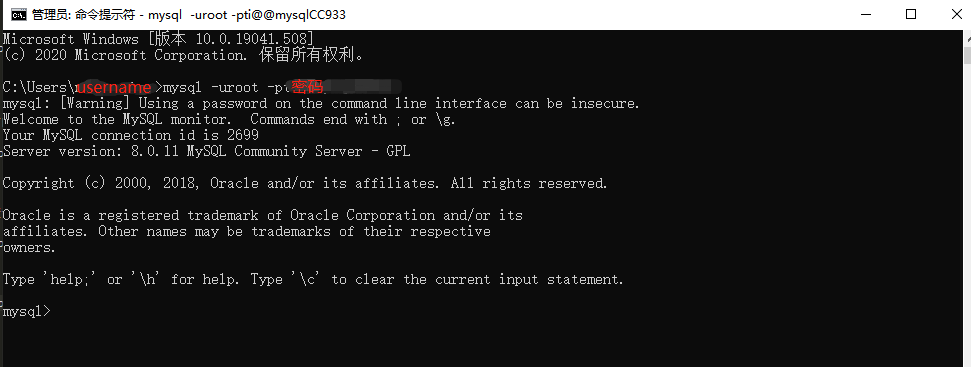 管理员: 命令提示符 - mysql -uroot -pti@@mysqlCC933
Microsoft Windows [版本 10.0.19041.508]
(c) 2020 Microsoft Corporation. 保留所有权利。
C:\Users\username>mysql -uroot -pt密码
mysql: [Warning] Using a password on the command line interface can be insecure.
Welcome to the MySQL monitor.  Commands end with ; or \g.
Your MySQL connection id is 2699
Server version: 8.0.11 MySQL Community Server - GPL
Copyright (c) 2000, 2018, Oracle and/or its affiliates. All rights reserved.
Oracle is a registered trademark of Oracle Corporation and/or its
affiliates. Other names may be trademarks of their respective
owners.
Type 'help;' or '\h' for help. Type '\c' to clear the current input statement.
mysql>